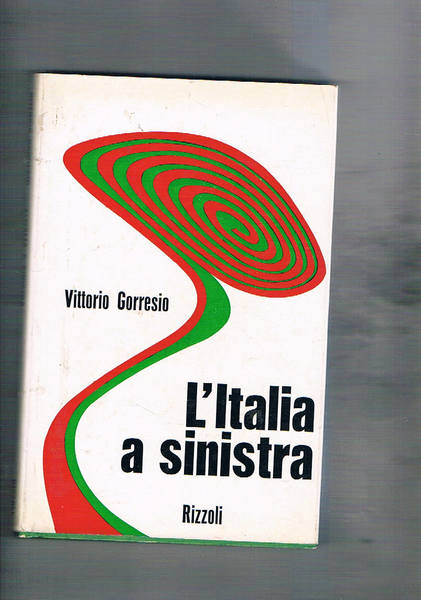 Vittorio Gorresio
L'Italia
a sinistra
Rizzoli